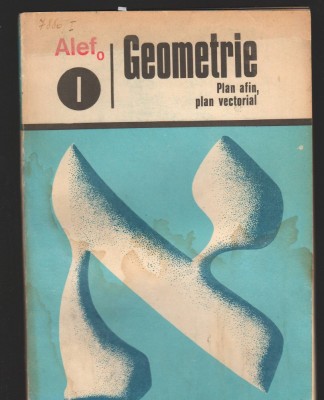 Alef₀
I
Geometrie
Plan afin,
plan vectorial
א